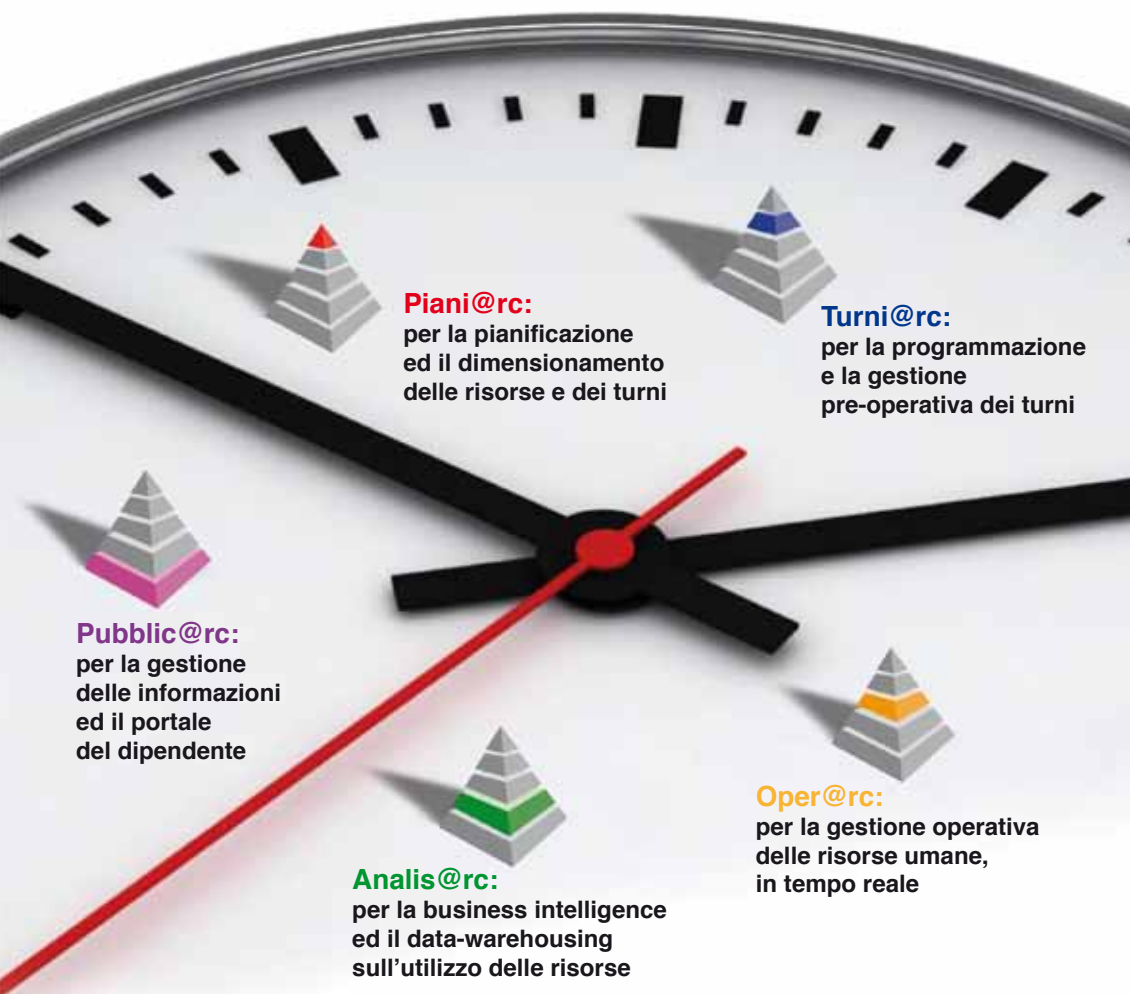 Piani@rc:
per la pianificazione
ed il dimensionamento
delle risorse e dei turni
Turni@rc:
per la programmazione
e la gestione
pre-operativa dei turni
Pubblic@rc:
per la gestione
delle informazioni
ed il portale
del dipendente
Oper@rc:
per la gestione operativa
delle risorse umane,
in tempo reale
Analis@rc:
per la business intelligence
ed il data-warehousing
sull'utilizzo delle risorse